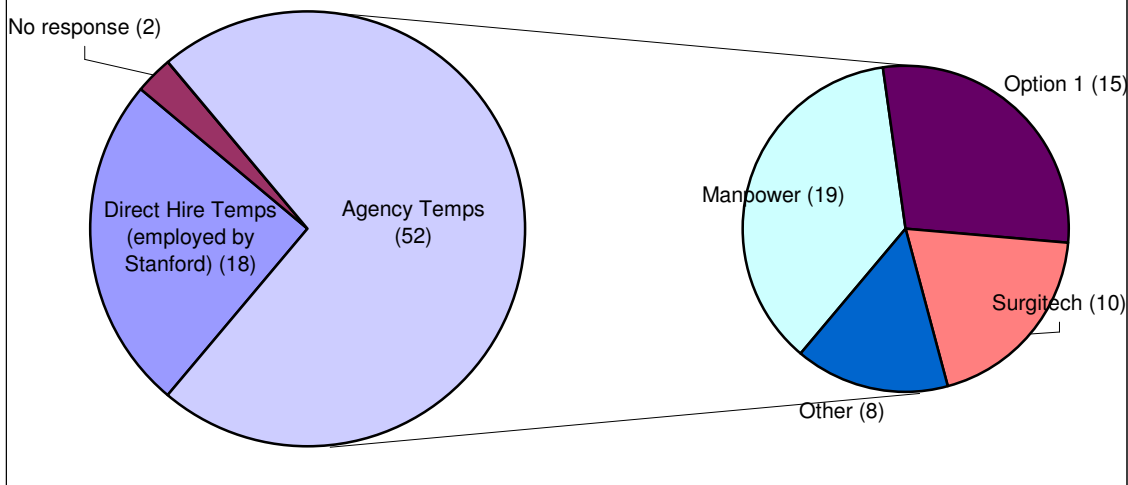 No response (2)
Direct Hire Temps
(employed by
Stanford) (18)
Agency Temps
(52)
Option 1 (15)
Manpower (19)
Surgitech (10)
Other (8)